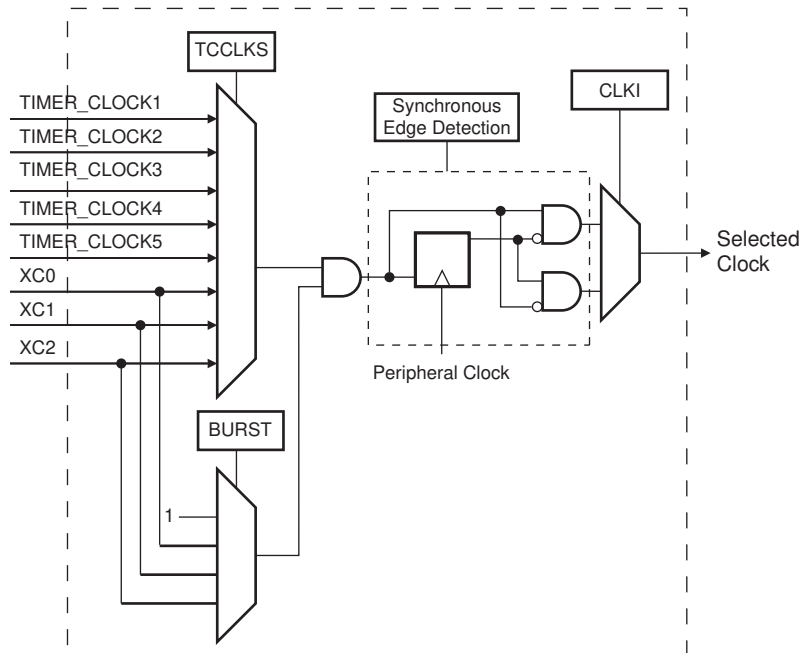 TCCLKS
TIMER_CLOCK1
TIMER_CLOCK2
TIMER_CLOCK3
TIMER_CLOCK4
TIMER_CLOCK5
XC0
XC1
XC2
Synchronous
Edge Detection
CLKI
Selected
Clock
Peripheral Clock
BURST
1